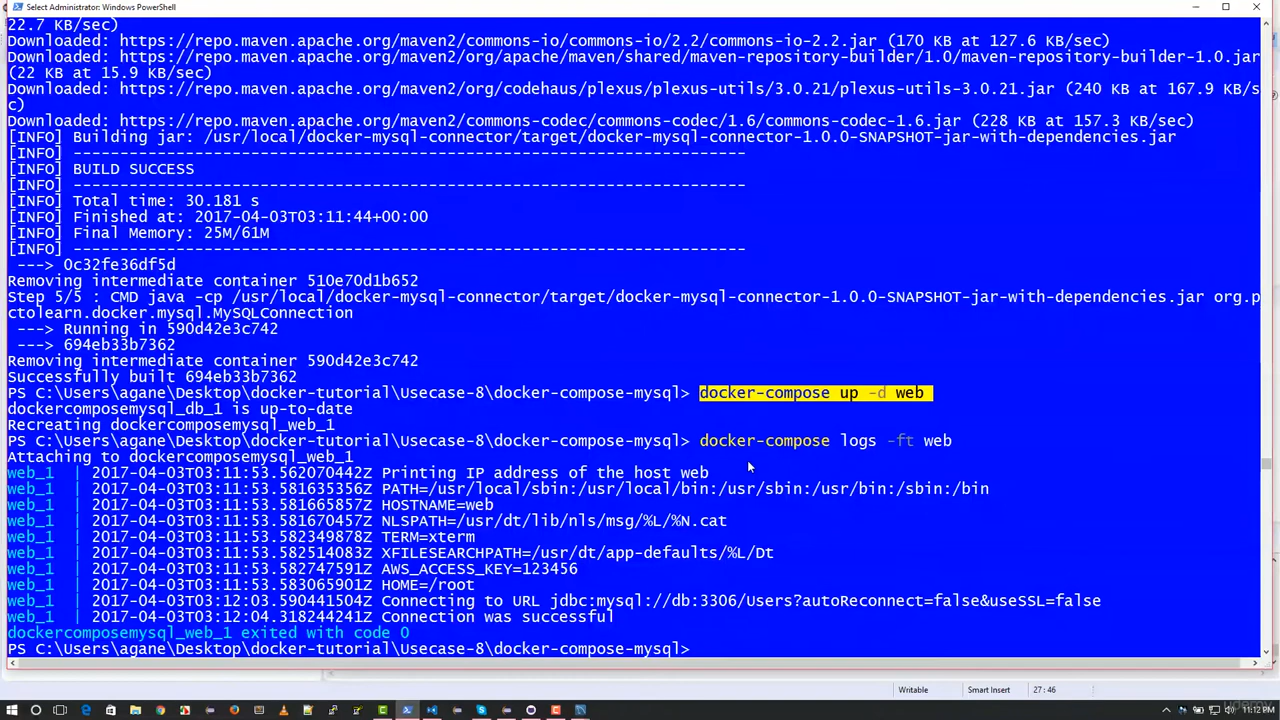 Select Administrator: Windows PowerShell
22.7 KB/sec)
Downloaded: https://repo.maven.apache.org/maven2/commons-io/commons-io/2.2/commons-io-2.2.jar (170 KB at 127.6 KB/sec)
Downloaded: https://repo.maven.apache.org/maven2/org/apache/maven/shared/maven-repository-builder/1.0/maven-repository-builder-1.0.jar
(22 KB at 15.9 KB/sec)
Downloaded: https://repo.maven.apache.org/maven2/org/codehaus/plexus/plexus-utils/3.0.21/plexus-utils-3.0.21.jar (240 KB at 167.9 KB/s
c)
Downloaded: https://repo.maven.apache.org/maven2/commons-codec/commons-codec/1.6/commons-codec-1.6.jar (228 KB at 157.3 KB/sec)
[INFO] Building jar: /usr/local/docker-mysql-connector/target/docker-mysql-connector-1.0.0-SNAPSHOT-jar-with-dependencies.jar
[INFO] ------------------------------------------------------------------------
[INFO] BUILD SUCCESS
[INFO] ------------------------------------------------------------------------
[INFO] Total time: 30.181 s
[INFO] Finished at: 2017-04-03T03:11:44+00:00
[INFO] Final Memory: 25M/61M
[INFO] ------------------------------------------------------------------------
---> 0c32fe36df5d
Removing intermediate container 510e70d1b652
Step 5/5 : CMD java -cp /usr/local/docker-mysql-connector/target/docker-mysql-connector-1.0.0-SNAPSHOT-jar-with-dependencies.jar org.p
ctolearn.docker.mysql.MySQLConnection
---> Running in 590d42e3c742
---> 694eb33b7362
Removing intermediate container 590d42e3c742
Successfully built 694eb33b7362
PS C:\Users\agane\Desktop\docker-tutorial\Usecase-8\docker-compose-mysql> docker-compose up -d web
dockercomposemysql_db_1 is up-to-date
Recreating dockercomposemysql_web_1
PS C:\Users\agane\Desktop\docker-tutorial\Usecase-8\docker-compose-mysql> docker-compose logs -ft web
Attaching to dockercomposemysql_web_1
web_1 | 2017-04-03T03:11:53.562070442Z Printing IP address of the host web
web_1 | 2017-04-03T03:11:53.581635356Z PATH=/usr/local/sbin:/usr/local/bin:/usr/sbin:/usr/bin:/sbin:/bin
web_1 | 2017-04-03T03:11:53.581665857Z HOSTNAME=web
web_1 | 2017-04-03T03:11:53.581670457Z NLSPATH=/usr/dt/lib/nls/msg/%L/%N.cat
web_1 | 2017-04-03T03:11:53.582349878Z TERM=xterm
web_1 | 2017-04-03T03:11:53.582514083Z XFILESEARCHPATH=/usr/dt/app-defaults/%L/Dt
web_1 | 2017-04-03T03:11:53.582747591Z AWS_ACCESS_KEY=123456
web_1 | 2017-04-03T03:11:53.583065901Z HOME=/root
web_1 | 2017-04-03T03:12:03.590441504Z Connecting to URL jdbc:mysql://db:3306/Users?autoReconnect=false&useSSL=false
web_1 | 2017-04-03T03:12:04.318244241Z Connection was successful
dockercomposemysql_web_1 exited with code 0
PS C:\Users\agane\Desktop\docker-tutorial\Usecase-8\docker-compose-mysql>
Writable Smart Insert 27 : 46
udemy
11:12 PM